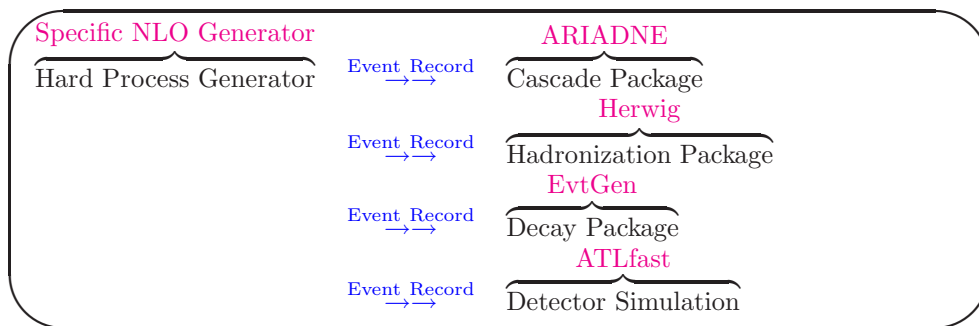 Specific NLO Generator ARIADNE
Hard Process Generator Event Record →→ Cascade Package
Herwig
Event Record →→ Hadronization Package
EvtGen
Event Record →→ Decay Package
ATLfast
Event Record →→ Detector Simulation